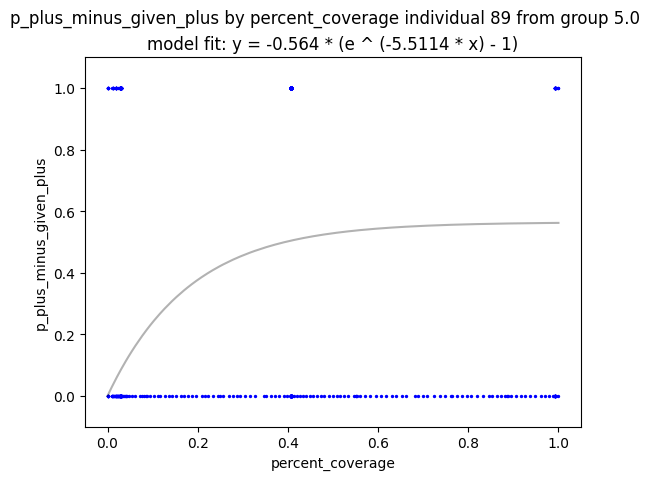 p_plus_minus_given_plus by percent_coverage individual 89 from group 5.0
model fit: y = -0.564 * (e ^ (-5.5114 * x) - 1)
1.0
0.8
0.6
0.4
0.2
0.0
p_plus_minus_given_plus
0.0 0.2 0.4 0.6 0.8 1.0
percent_coverage